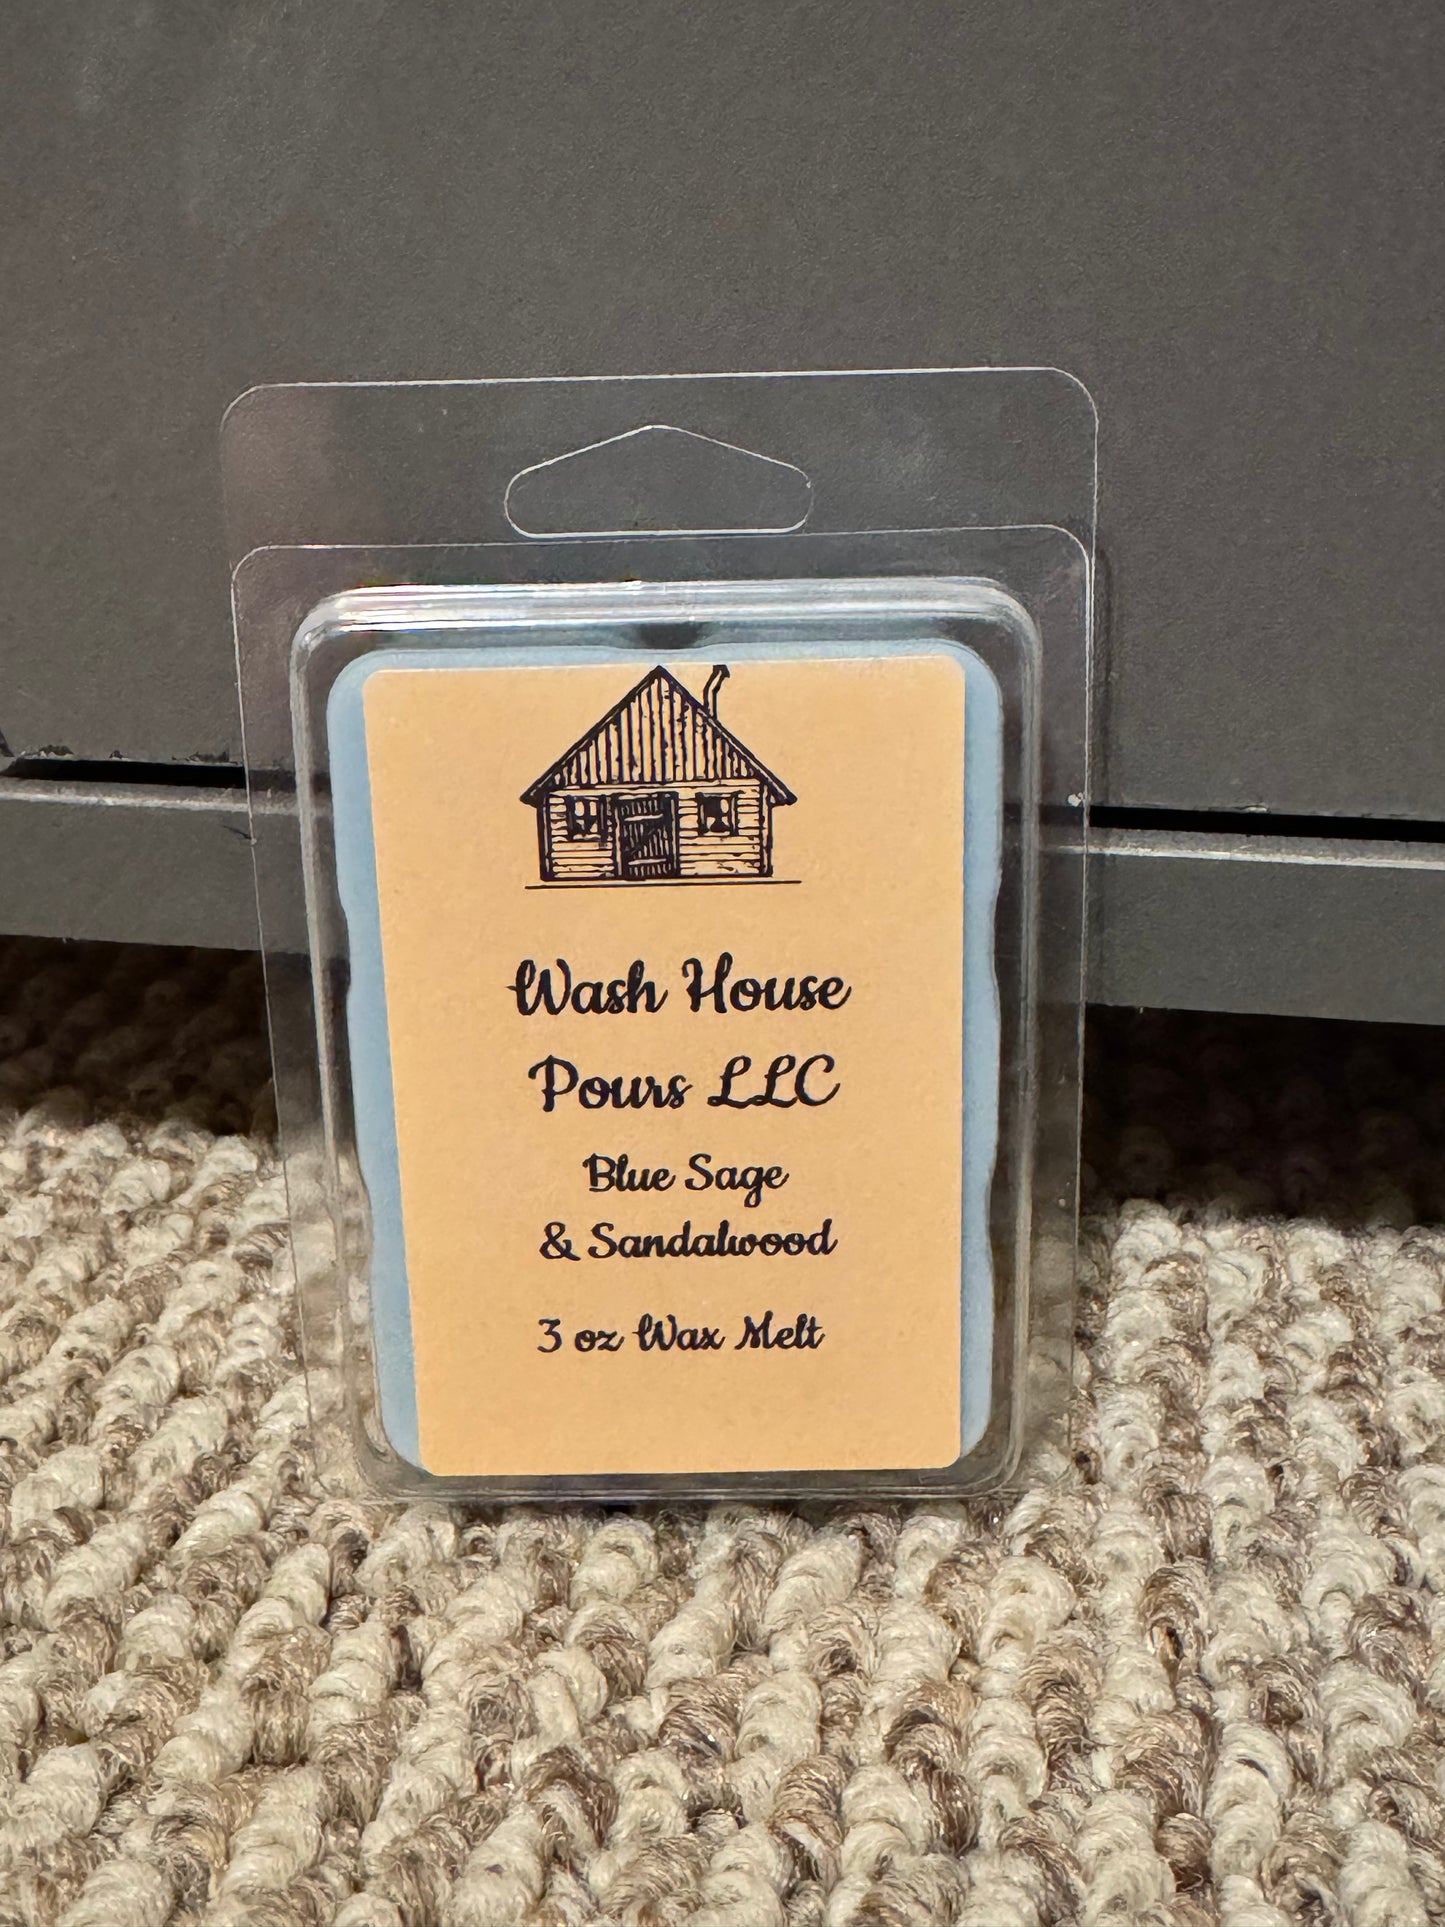 Wash House
Pours LLC
Blue Sage
& Sandalwood
3 oz Wax Melt